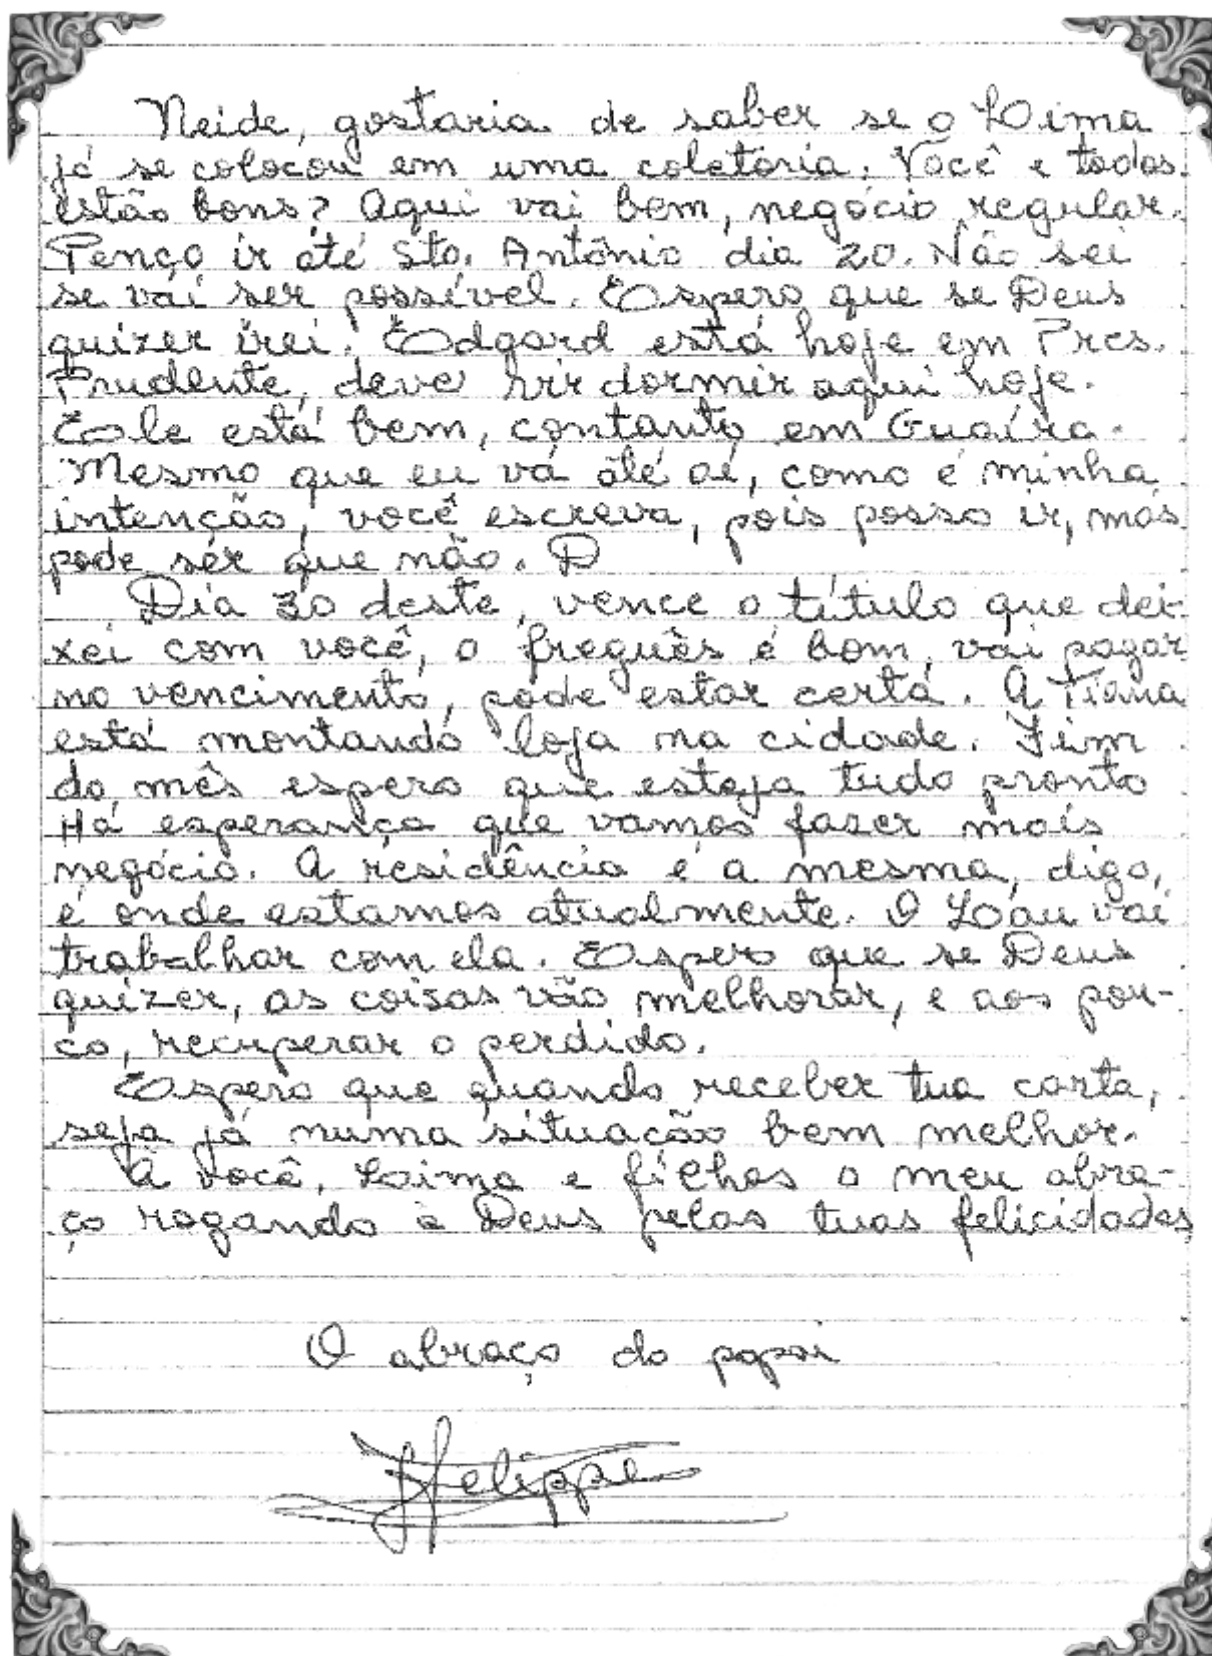 Neide, gostaria de saber se o Lima
já se colocou em uma coletoria. Você e todos
estão bons? Aqui vai bem, negócio regular.
Penço ir até Sto. Antônio dia 20. Não sei
se vai ser possível. Espero que se Deus
quizer irei. Edgard está hoje em Pres.
Prudente, deve vir dormir aqui hoje.
Ele está bem, contanto em Guaíra.
Mesmo que eu vá até aí, como é minha
intenção, você escreva, pois posso ir, mas
pode sér que não. D
Dia 30 deste, vence o título que dei-
xei com você, o freguês é bom, vai pagar
no vencimento, pode estar certa. A
está montando loja na cidade. Fim
do mês espero que esteja tudo pronto
Há esperança que vamos fazer mais
negócio. A residência é a mesma, digo,
é onde estamos atualmente. O Lau vai
trabalhar com ela. Espero que se Deus
quizer, as coisas vão melhorar, e aos pou-
co, recuperar o perdido.
Espero que quando receber tua carta,
seja já numa situação bem melhor.
A você, Lima e filhos o meu abra-
ço rogando à Deus pelas tuas felicidades
O abraço do papai
Felippe